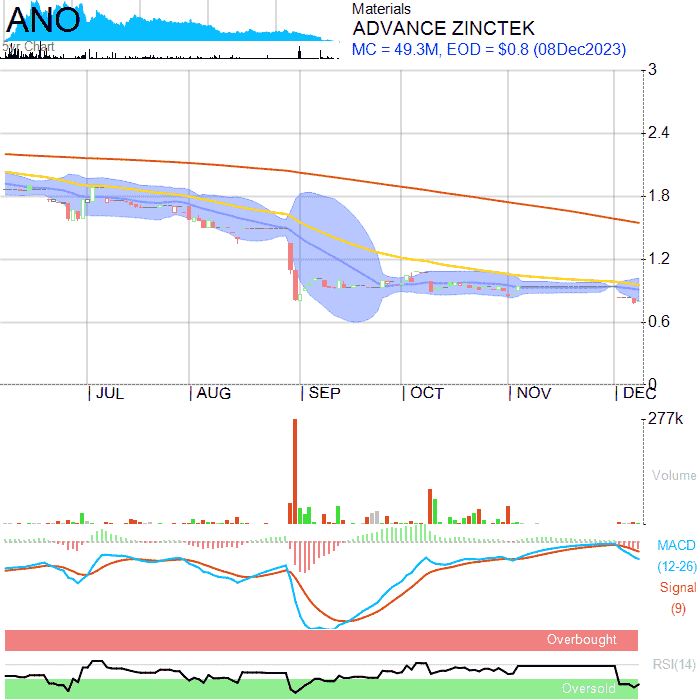 ANO
5yr Chart
Materials
ADVANCE ZINCTEK
MC = 49.3M, EOD = $0.8 (08Dec2023)
3
2.4
1.8
1.2
0.6
0
JUL AUG SEP OCT NOV DEC
277k
Volume
MACD
(12-26)
Signal
(9)
Overbought
RSI(14)
Oversold